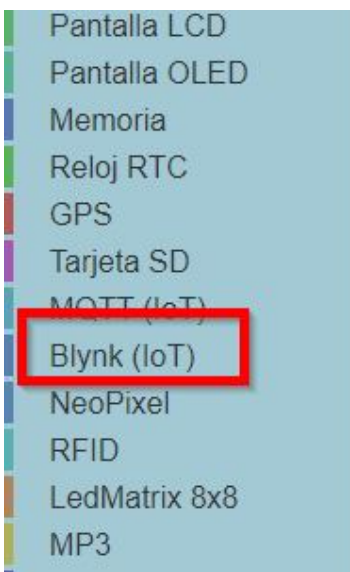 Pantalla LCD
Pantalla OLED
Memoria
Reloj RTC
GPS
Tarjeta SD
MQTT (IoT)
Blynk (IoT)
NeoPixel
RFID
LedMatrix 8x8
MP3